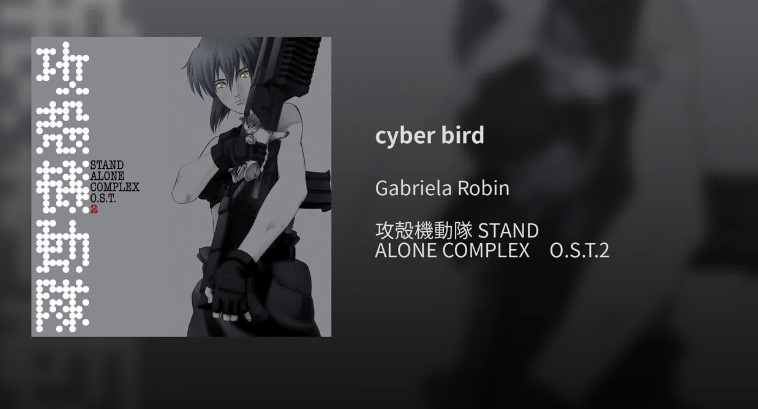 攻殻機動隊
STAND
ALONE
COMPLEX
O.S.T.
2
cyber bird
Gabriela Robin
攻殻機動隊 STAND
ALONE COMPLEX　O.S.T.2